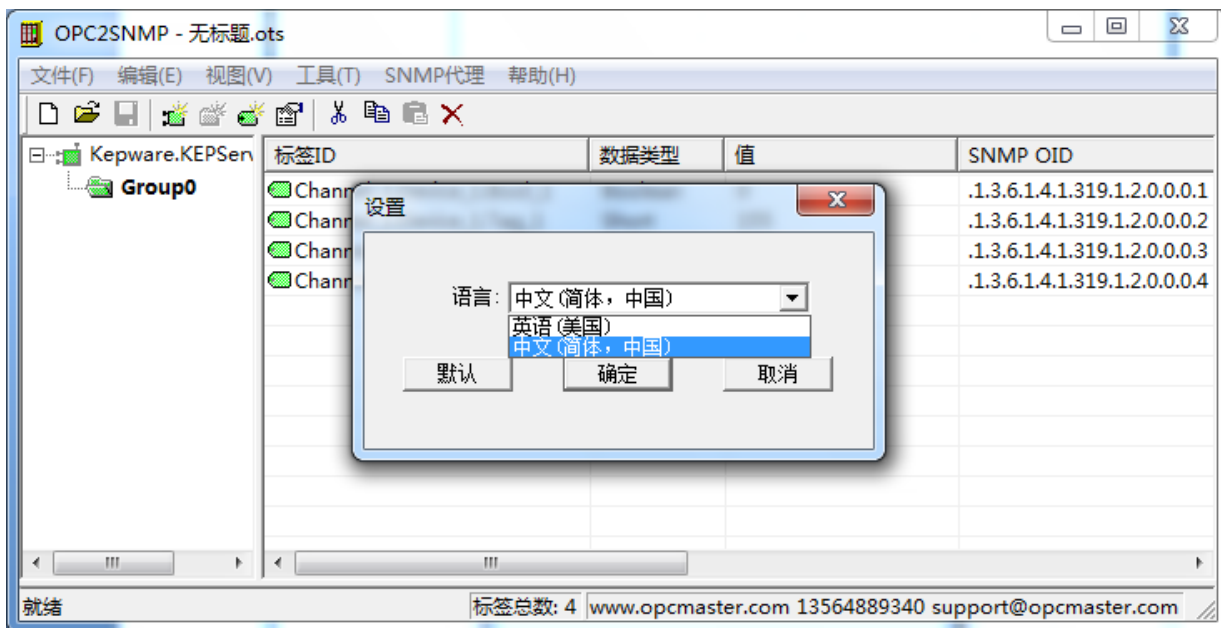 OPC2SNMP - 无标题.ots
文件(F) 编辑(E) 视图(V) 工具(T) SNMP代理 帮助(H)
Kepware.KEPServ
Group0
标签ID 数据类型 值 SNMP OID
Chann .1.3.6.1.4.1.319.1.2.0.0.0.1
Chann .1.3.6.1.4.1.319.1.2.0.0.0.2
Chann .1.3.6.1.4.1.319.1.2.0.0.0.3
Chann .1.3.6.1.4.1.319.1.2.0.0.0.4
设置
语言: 中文(简体，中国)
英语(美国)
中文(简体，中国)
默认 确定 取消
就绪 标签总数: 4 www.opcmaster.com 13564889340 support@opcmaster.com